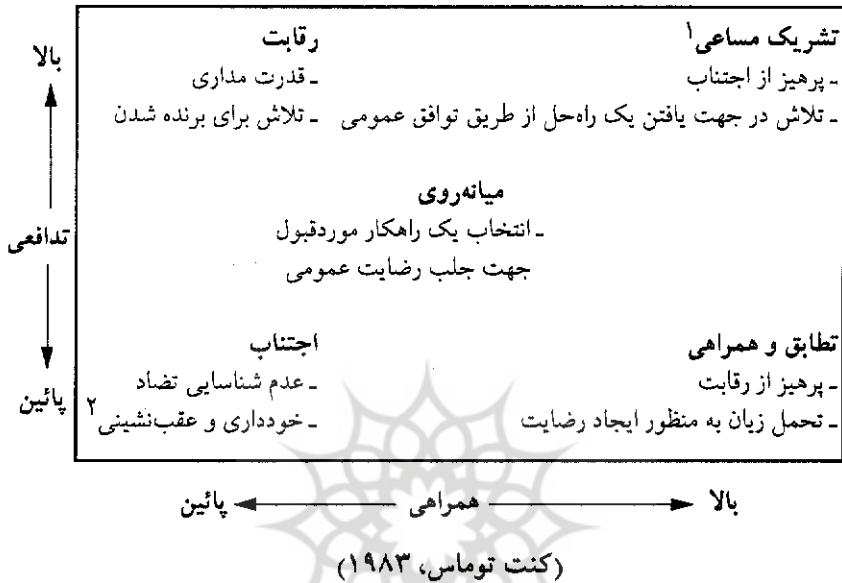 بالا
تدافعی
پائین
تشریک مساعی۱
ـ پرهیز از اجتناب
ـ تلاش در جهت یافتن یک راه‌حل از طریق توافق عمومی
رقابت
ـ قدرت مداری
ـ تلاش برای برنده شدن
میانه‌روی
ـ انتخاب یک راهکار موردقبول
جهت جلب رضایت عمومی
تطابق و همراهی
ـ پرهیز از رقابت
ـ تحمل زیان به منظور ایجاد رضایت
اجتناب
ـ عدم شناسایی تضاد
ـ خودداری و عقب‌نشینی۲
بالا همراهی پائین
(کنت توماس، ۱۹۸۳)